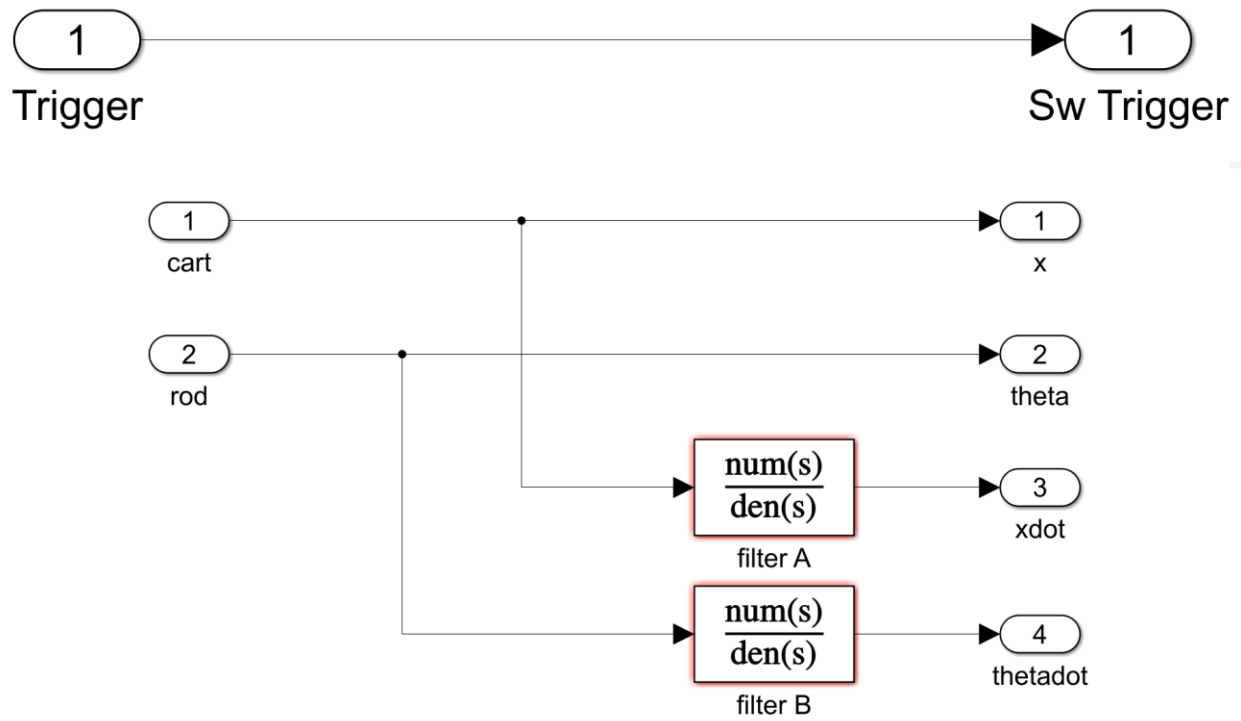 1
Trigger
1
Sw Trigger
1
cart
1
x
2
rod
2
theta
num(s)
den(s)
filter A
3
xdot
num(s)
den(s)
filter B
4
thetadot